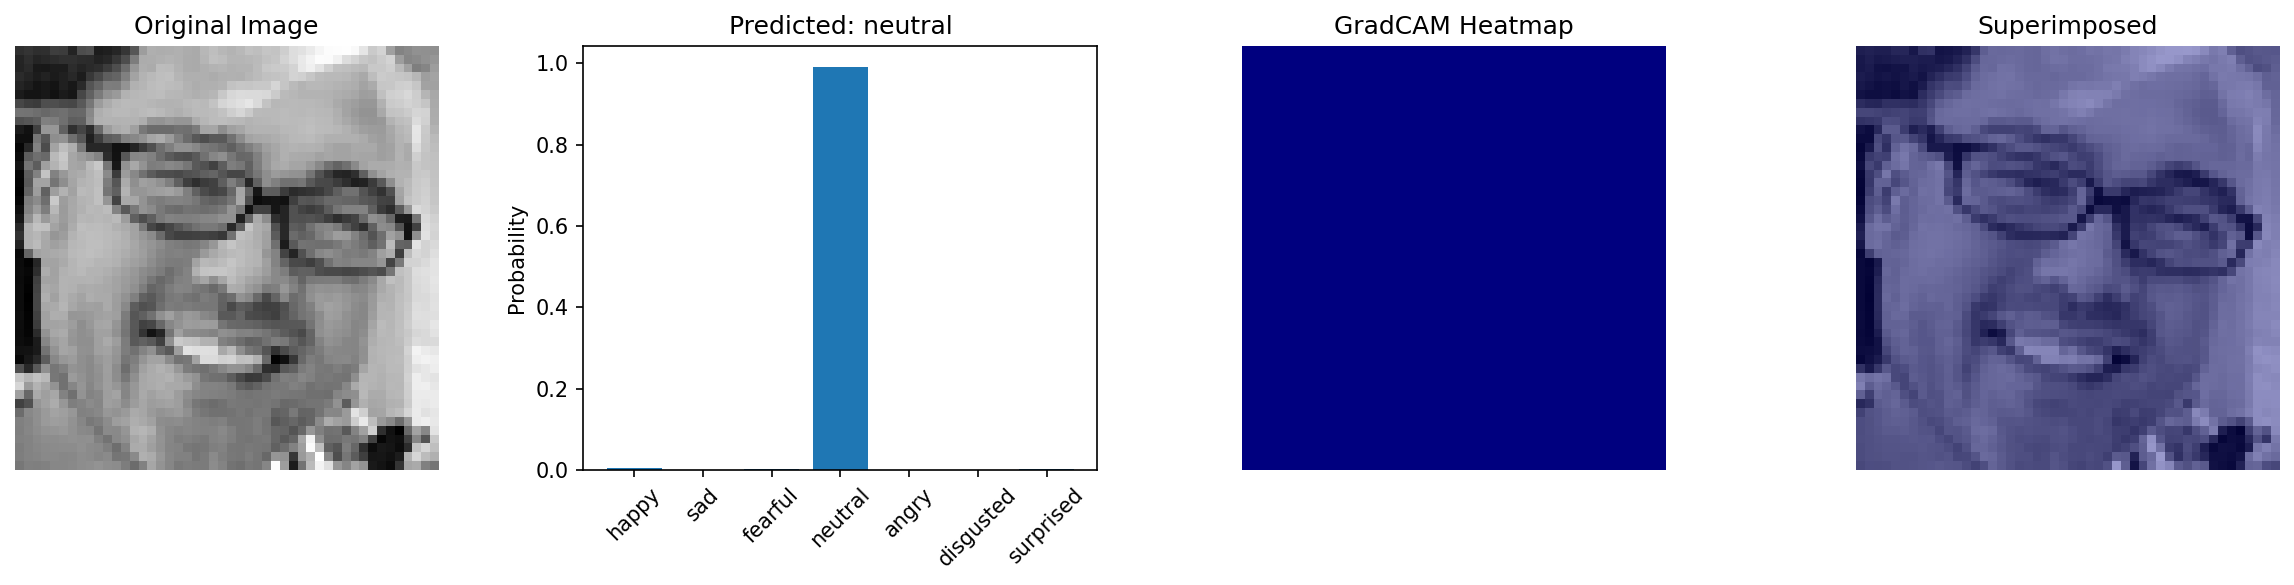 Original Image
Predicted: neutral
GradCAM Heatmap
Superimposed
Probability
1.0
0.8
0.6
0.4
0.2
0.0
happy
sad
fearful
neutral
angry
disgusted
surprised